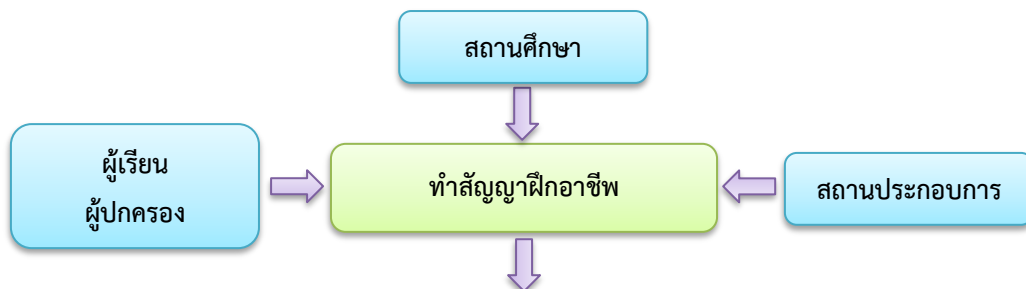 สถานศึกษา
ผู้เรียน
ผู้ปกครอง
ทำสัญญาฝึกอาชีพ
สถานประกอบการ